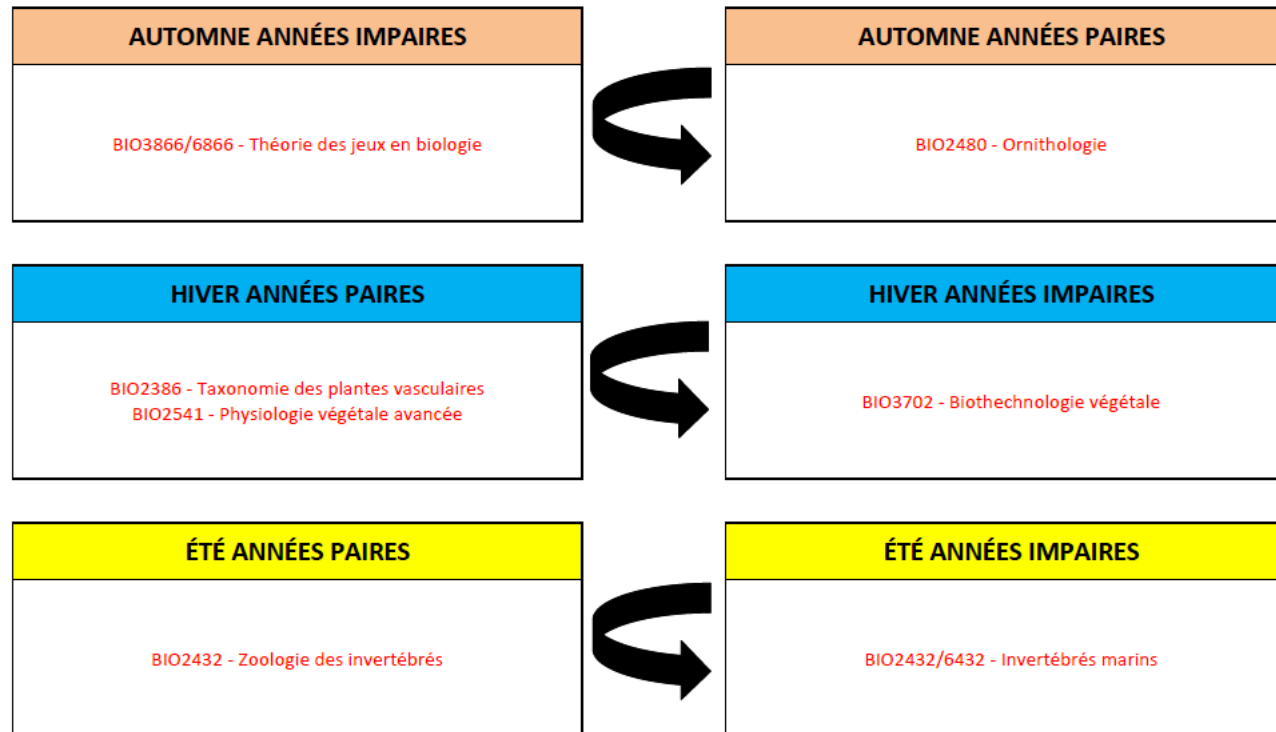 AUTOMNE ANNÉES IMPAIRES
BIO3866/6866 - Théorie des jeux en biologie
AUTOMNE ANNÉES PAIRES
BIO2480 - Ornithologie
HIVER ANNÉES PAIRES
BIO2386 - Taxonomie des plantes vasculaires
BIO2541 - Physiologie végétale avancée
HIVER ANNÉES IMPAIRES
BIO3702 - Biothechnologie végétale
ÉTÉ ANNÉES PAIRES
BIO2432 - Zoologie des invertébrés
ÉTÉ ANNÉES IMPAIRES
BIO2432/6432 - Invertébrés marins